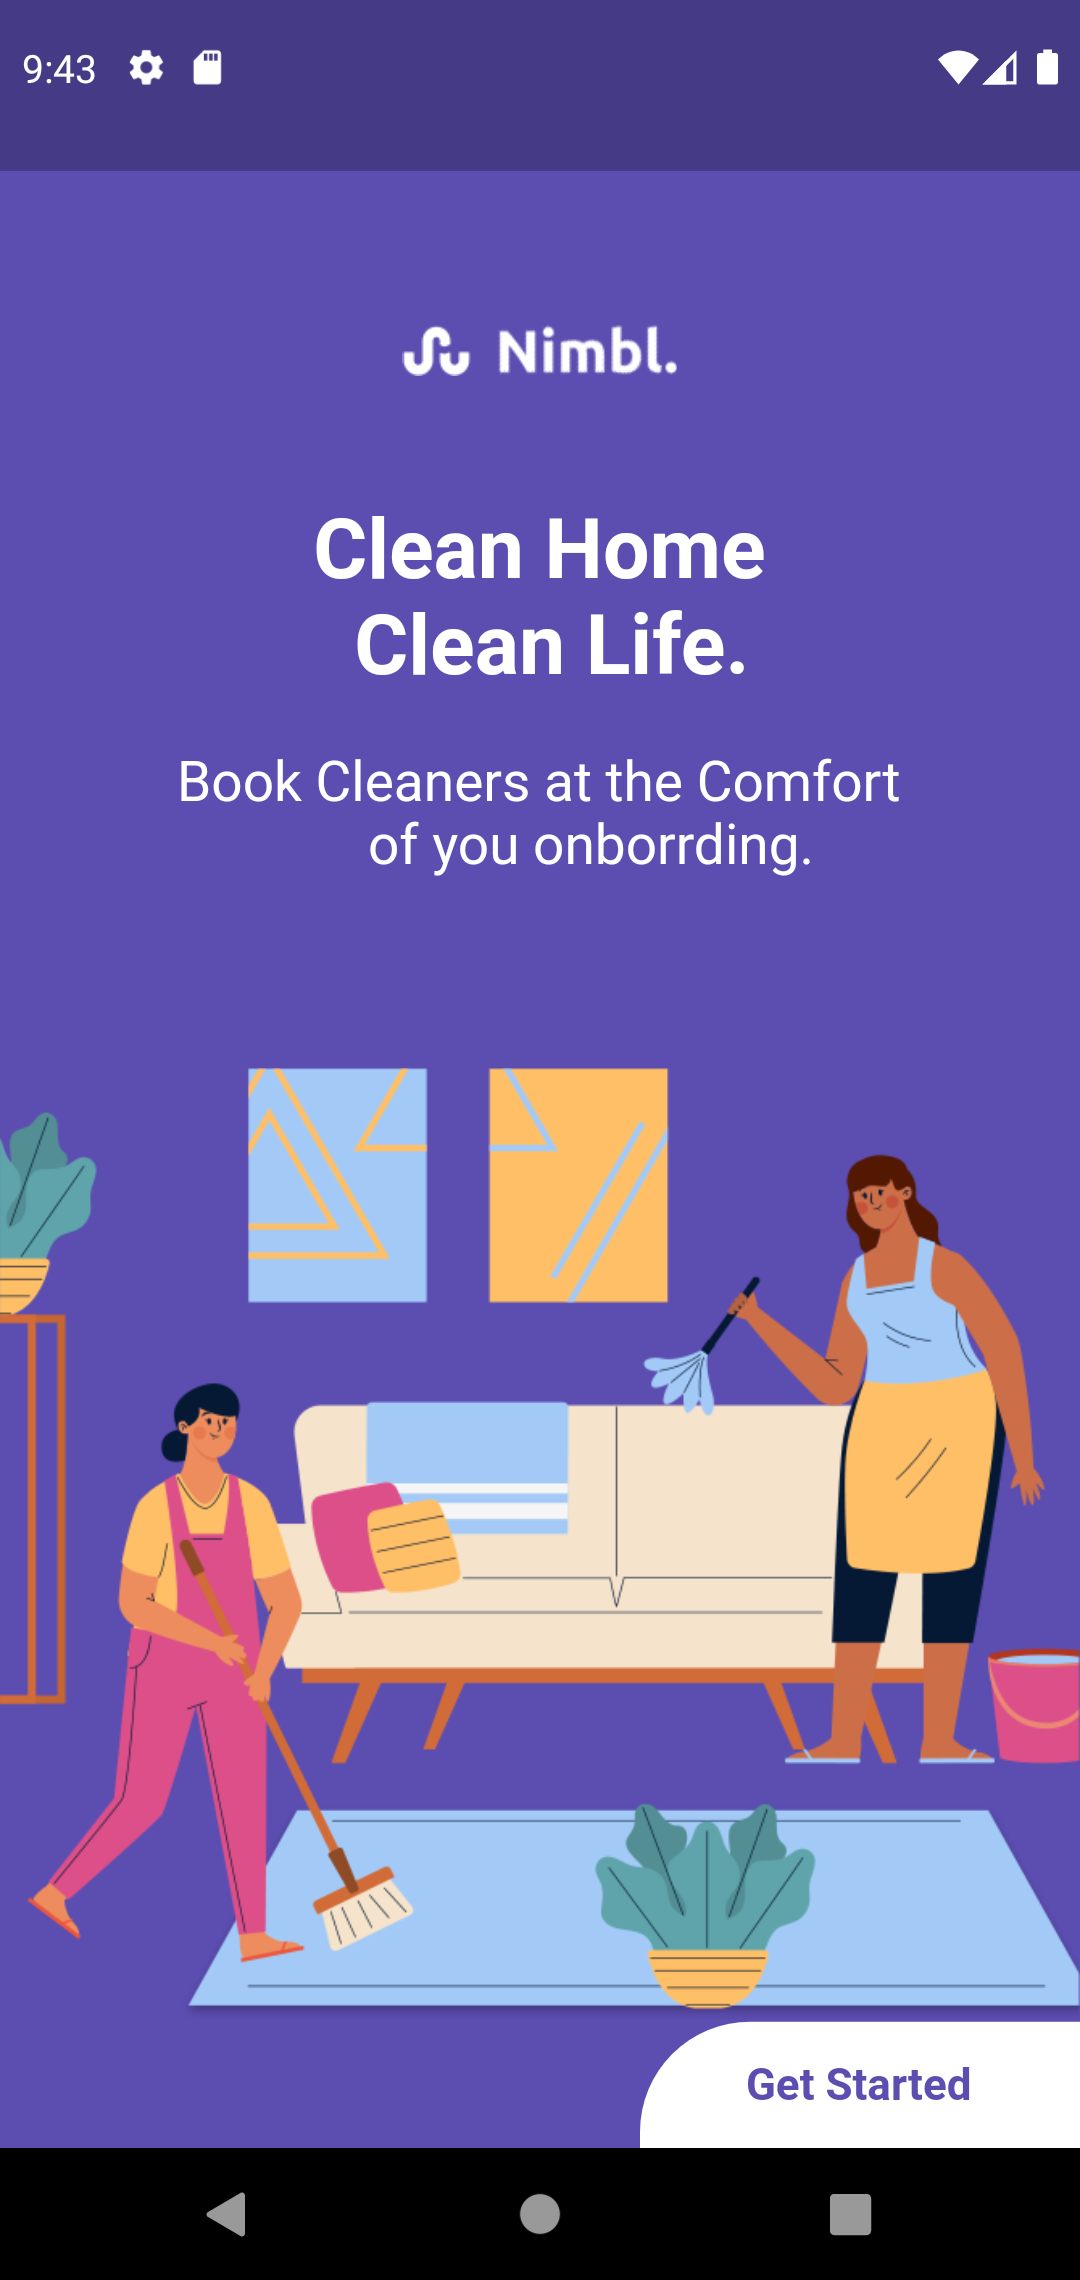 9:43
Nimbl.
Clean Home
Clean Life.
Book Cleaners at the Comfort
of you onborrding.
Get Started